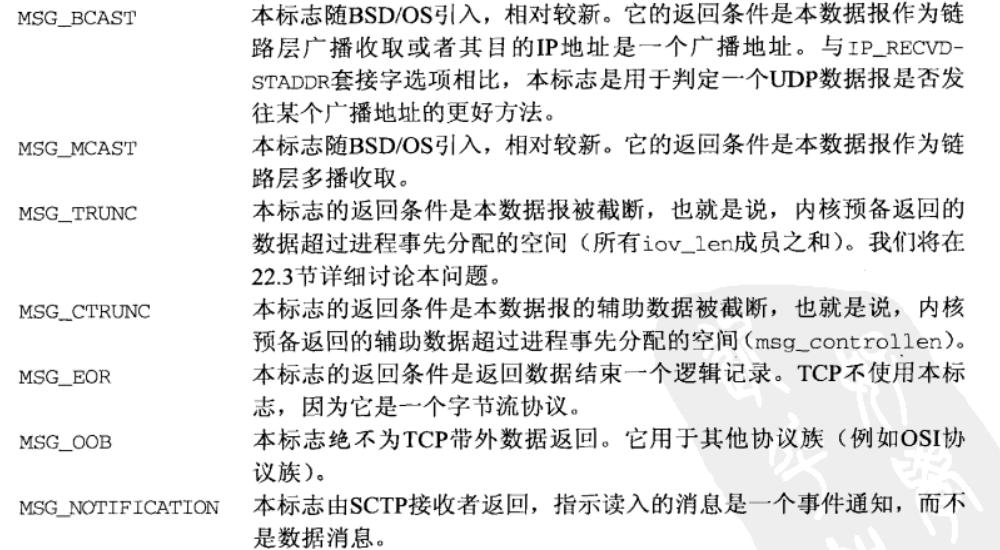 MSG_BCAST 本标志随BSD/OS引入，相对较新。它的返回条件是本数据报作为链
路层广播收取或者其目的IP地址是一个广播地址。与IP_RECVD-
STADDR套接字选项相比，本标志是用于判定一个UDP数据报是否发
往某个广播地址的更好方法。
MSG_MCAST 本标志随BSD/OS引入，相对较新。它的返回条件是本数据报作为链
路层多播收取。
MSG_TRUNC 本标志的返回条件是本数据报被截断，也就是说，内核预备返回的
数据超过进程事先分配的空间（所有iov_len成员之和）。我们将在
22.3节详细讨论本问题。
MSG_CTRUNC 本标志的返回条件是本数据报的辅助数据被截断，也就是说，内核
预备返回的辅助数据超过进程事先分配的空间(msg_controllen)。
MSG_EOR 本标志的返回条件是返回数据结束一个逻辑记录。TCP不使用本标
志，因为它是一个字节流协议。
MSG_OOB 本标志绝不为TCP带外数据返回。它用于其他协议族（例如OSI协
议族）。
MSG_NOTIFICATION 本标志由SCTP接收者返回，指示读入的消息是一个事件通知，而不
是数据消息。